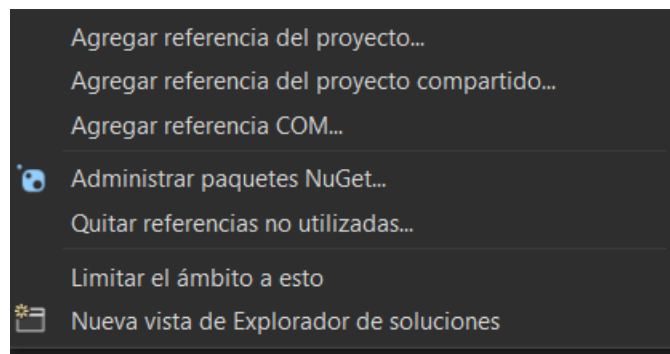 Agregar referencia del proyecto...
Agregar referencia del proyecto compartido...
Agregar referencia COM...
Administrar paquetes NuGet...
Quitar referencias no utilizadas...
Limitar el ámbito a esto
Nueva vista de Explorador de soluciones